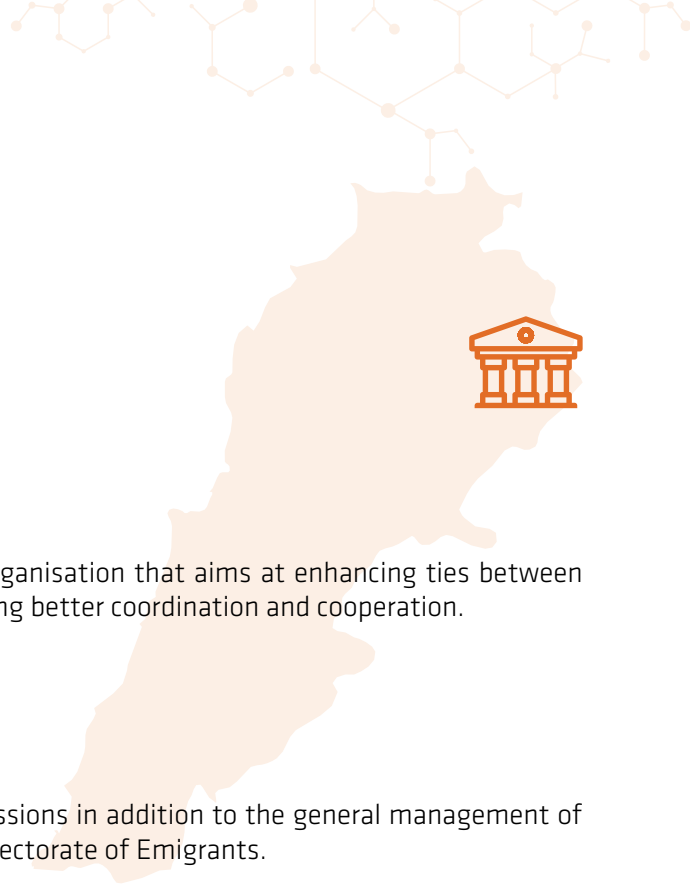 ganisation that aims at enhancing ties between
ng better coordination and cooperation.
ssions in addition to the general management of
ectorate of Emigrants.